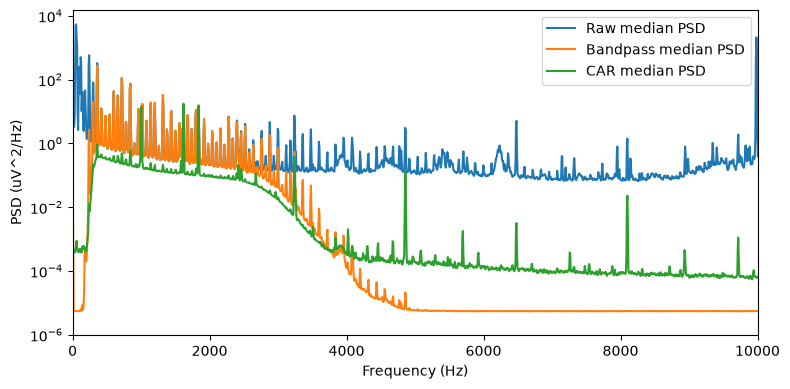 Raw median PSD
Bandpass median PSD
CAR median PSD
PSD (uV^2/Hz)
10^4
10^2
10^0
10^−2
10^−4
10^−6
0 2000 4000 6000 8000 10000
Frequency (Hz)